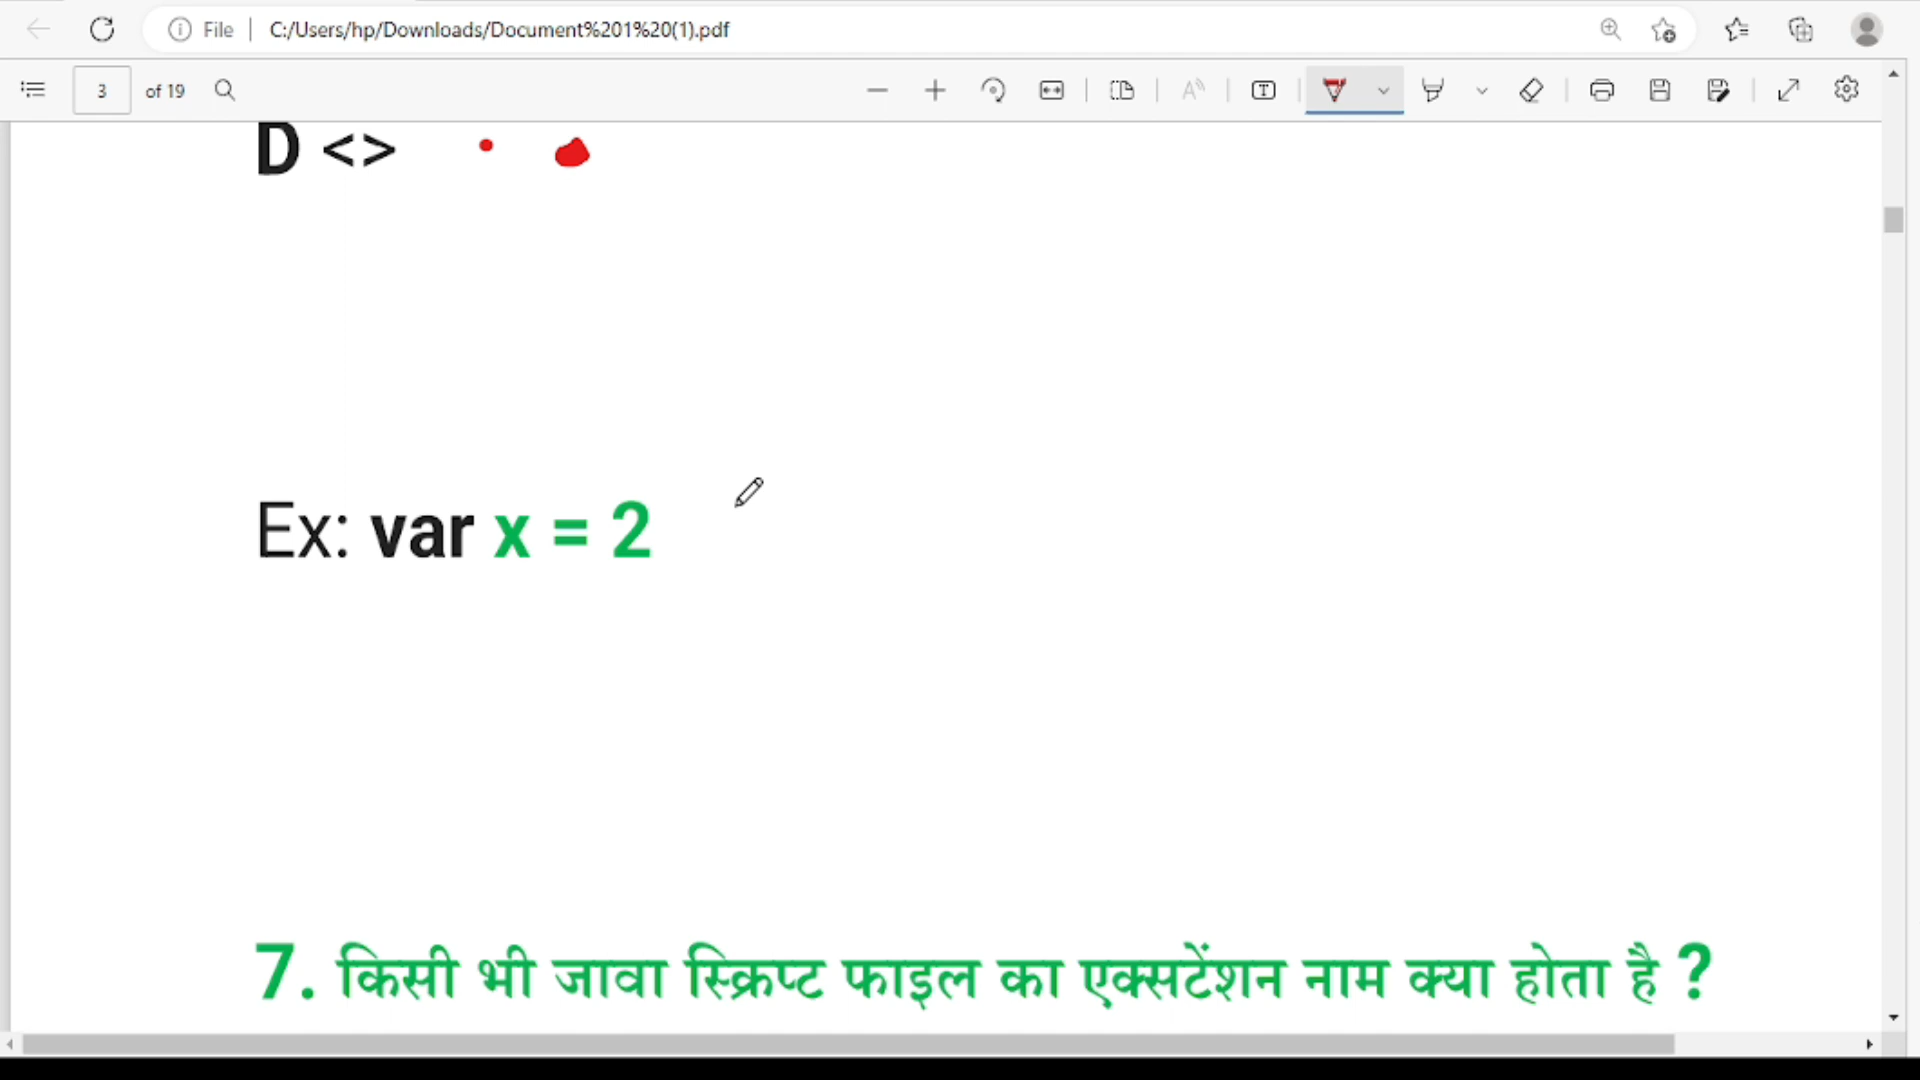 File C:/Users/hp/Downloads/Document%201%20(1).pdf
3 of 19
D <>
Ex: var x = 2
7. किसी भी जावा स्क्रिप्ट फाइल का एक्सटेंशन नाम क्या होता है ?